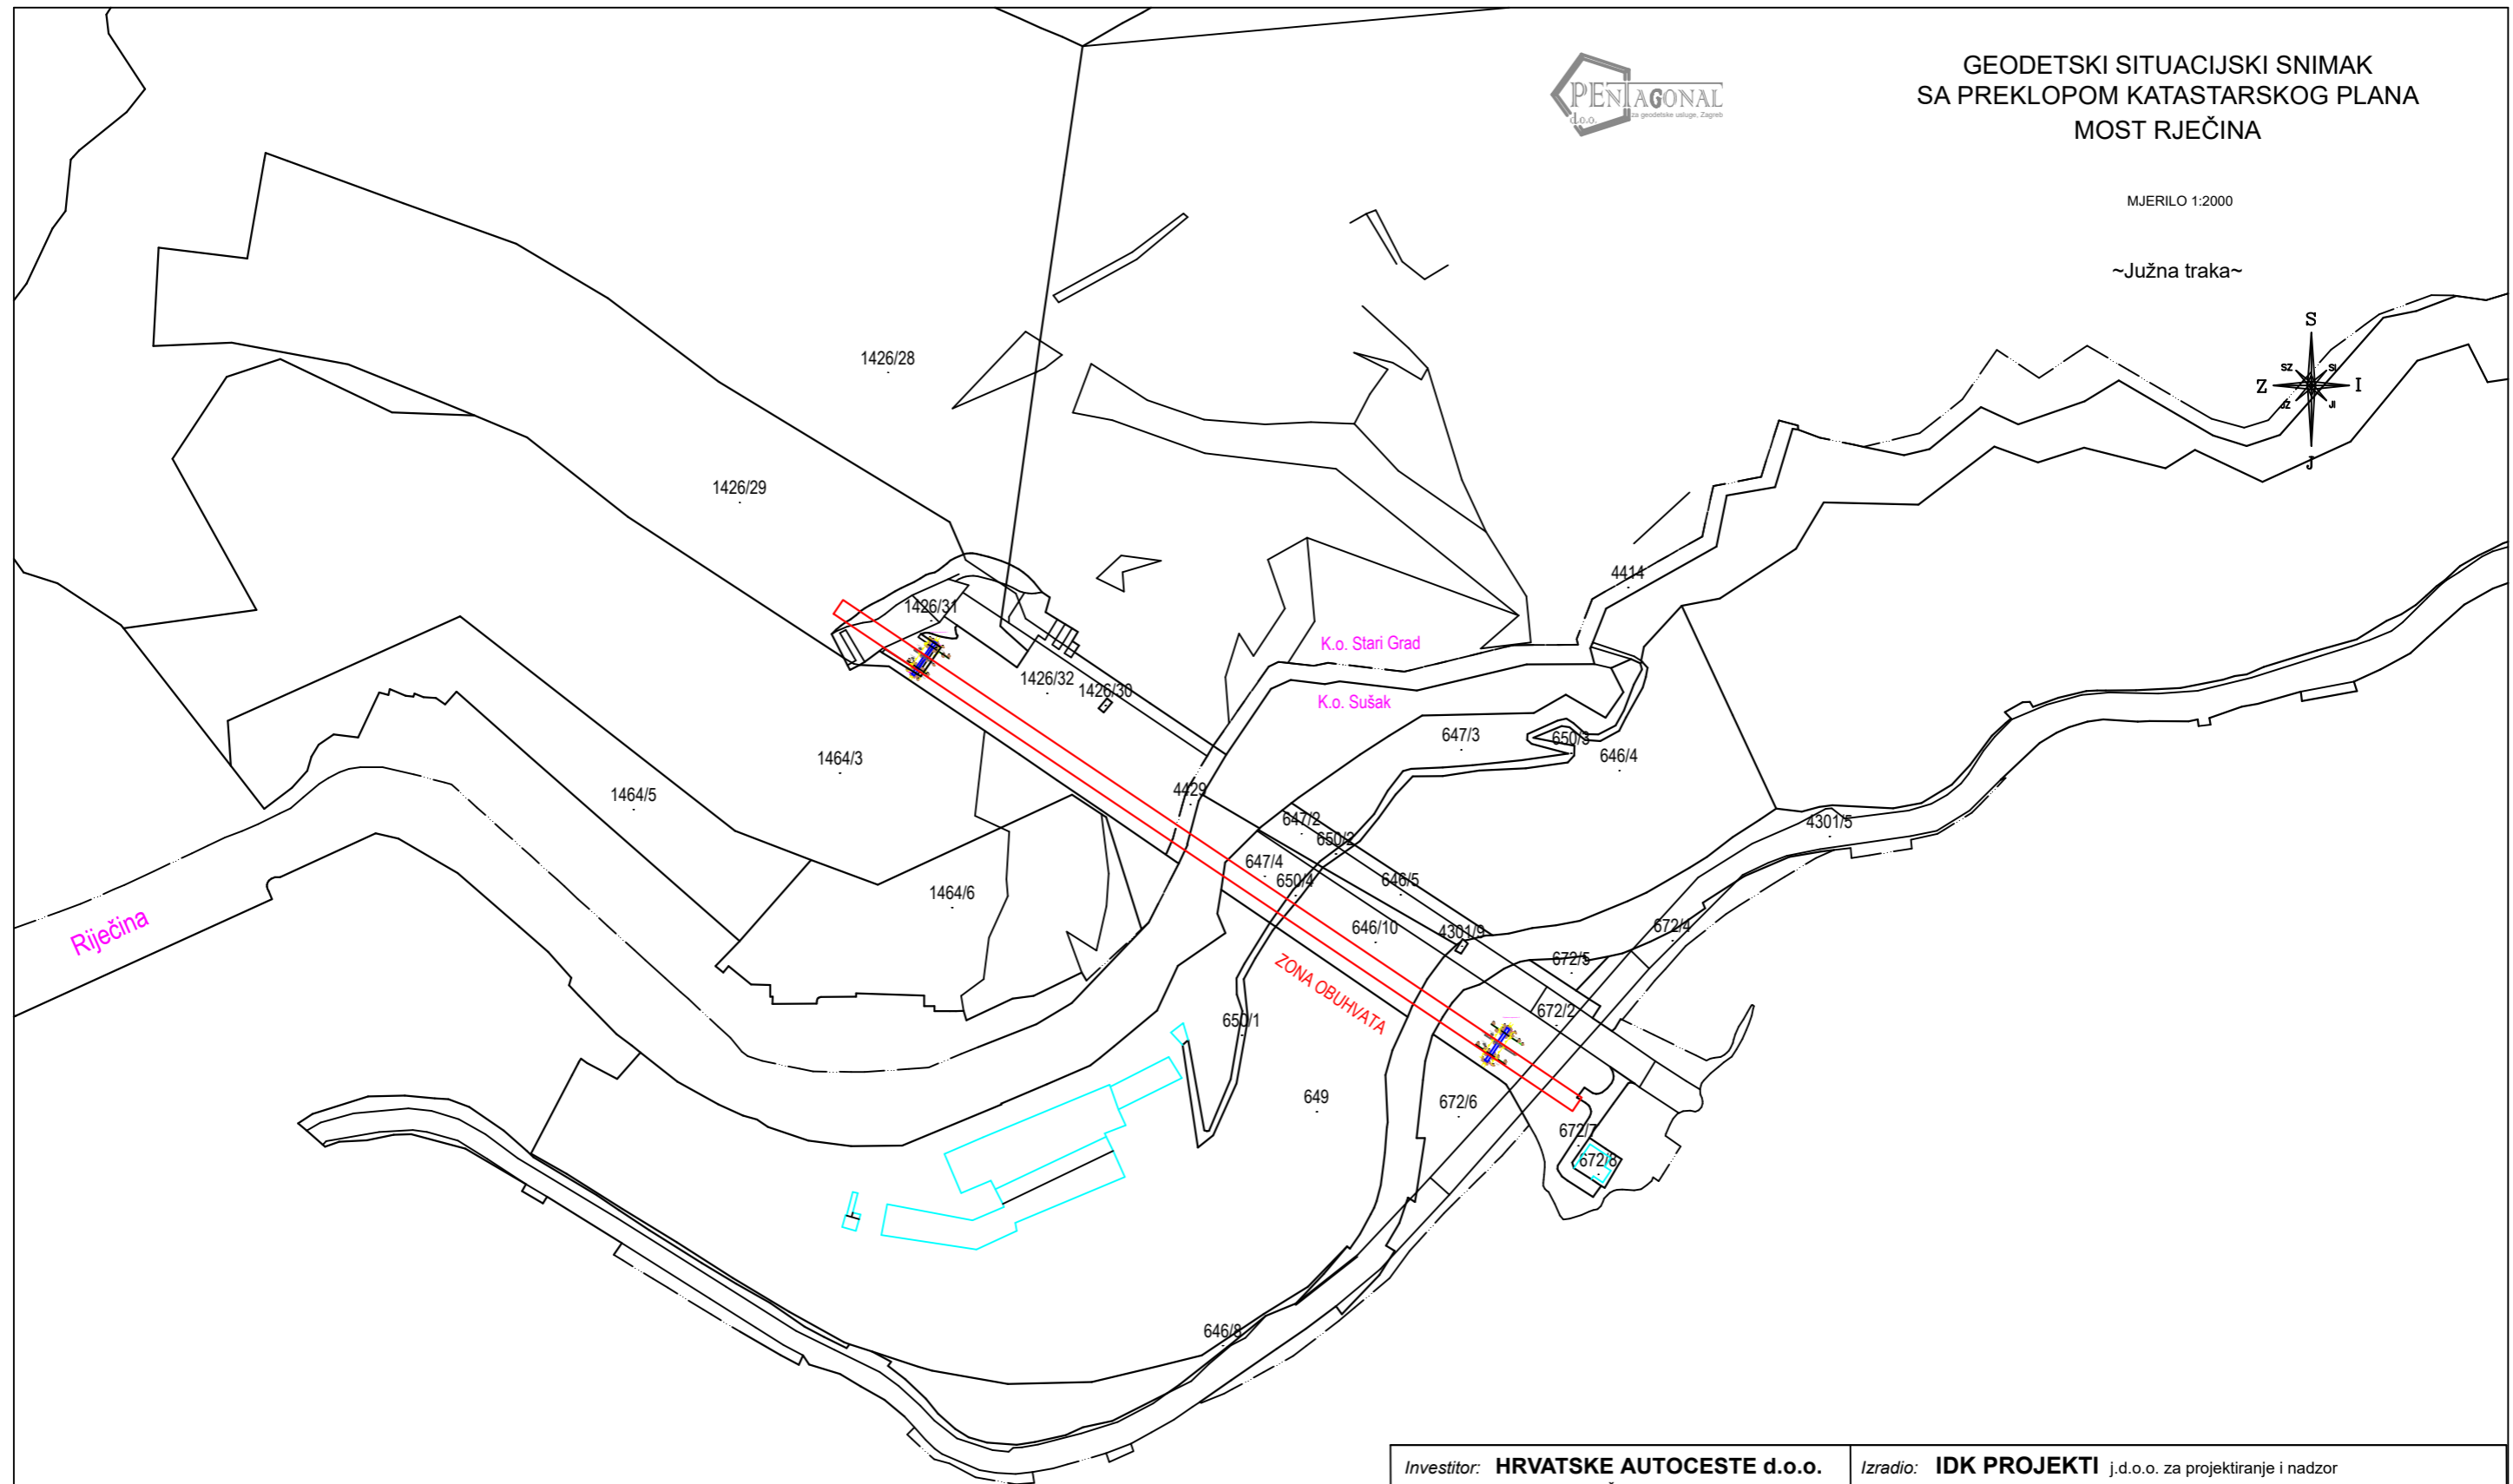 PENTAGONAL
d.o.o. za geodetske usluge, Zagreb
GEODETSKI SITUACIJSKI SNIMAK
SA PREKLOPOM KATASTARSKOG PLANA
MOST RJEČINA
MJERILO 1:2000
~Južna traka~
S
SZ SI
Z I
JZ JI
J
1426/28
1426/29
4414
1426/31
K.o. Stari Grad
1426/32
1426/30
K.o. Sušak
647/3
650/3
646/4
1464/3
1464/5
4429
647/2
4301/5
650/2
647/4
650/4
646/5
1464/6
Riječina
646/10
4301/9
672/4
672/5
ZONA OBUHVATA
672/2
650/1
649
672/6
672/7
672/8
646/8
Investitor: HRVATSKE AUTOCESTE d.o.o.
Izradio: IDK PROJEKTI j.d.o.o. za projektiranje i nadzor